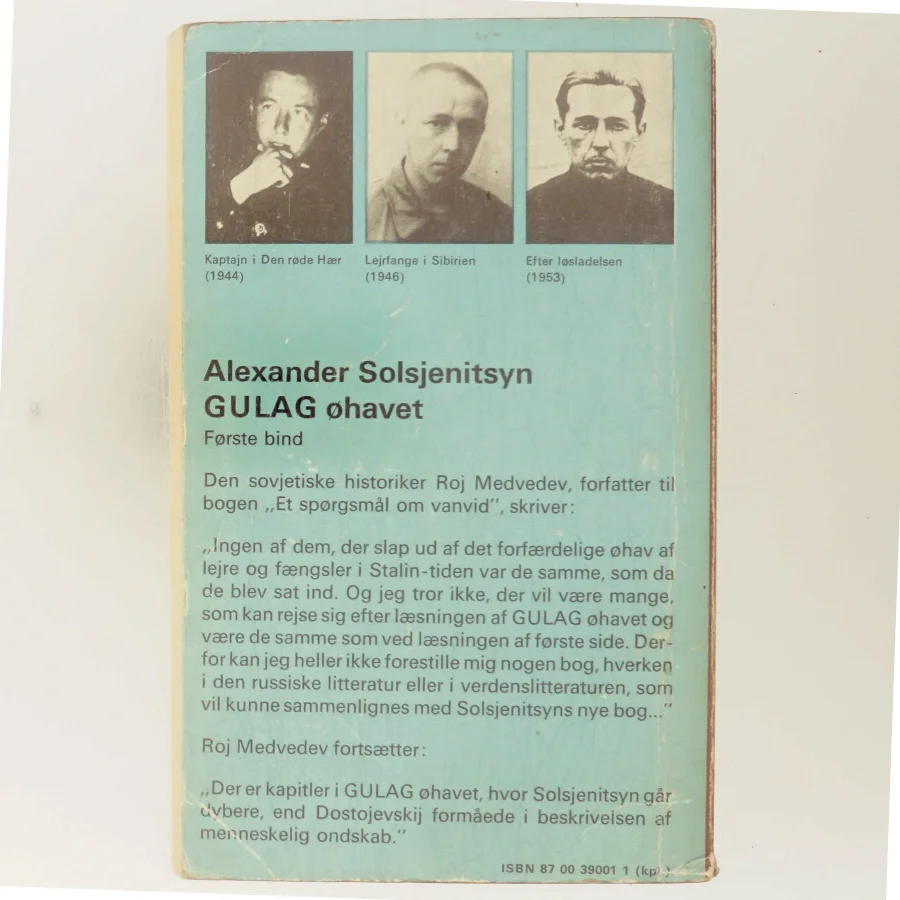 Kaptajn i Den røde Hær
(1944)
Lejrfange i Sibirien
(1946)
Efter løsladelsen
(1953)
Alexander Solsjenitsyn
GULAG øhavet
Første bind
Den sovjetiske historiker Roj Medvedev, forfatter til
bogen „Et spørgsmål om vanvid”, skriver:
„Ingen af dem, der slap ud af det forfærdelige øhav af
lejre og fængsler i Stalin-tiden var de samme, som da
de blev sat ind. Og jeg tror ikke, der vil være mange,
som kan rejse sig efter læsningen af GULAG øhavet og
være de samme som ved læsningen af første side. Der-
for kan jeg heller ikke forestille mig nogen bog, hverken
i den russiske litteratur eller i verdenslitteraturen, som
vil kunne sammenlignes med Solsjenitsyns nye bog...”
Roj Medvedev fortsætter:
„Der er kapitler i GULAG øhavet, hvor Solsjenitsyn går
dybere, end Dostojevskij formåede i beskrivelsen af
menneskelig ondskab.”
ISBN 87 00 39001 1 (kpl.)